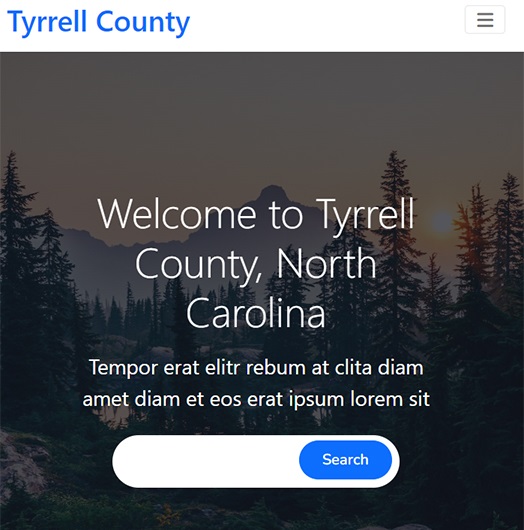 Tyrrell County
Welcome to Tyrrell
County, North
Carolina
Tempor erat elitr rebum at clita diam
amet diam et eos erat ipsum lorem sit
Search